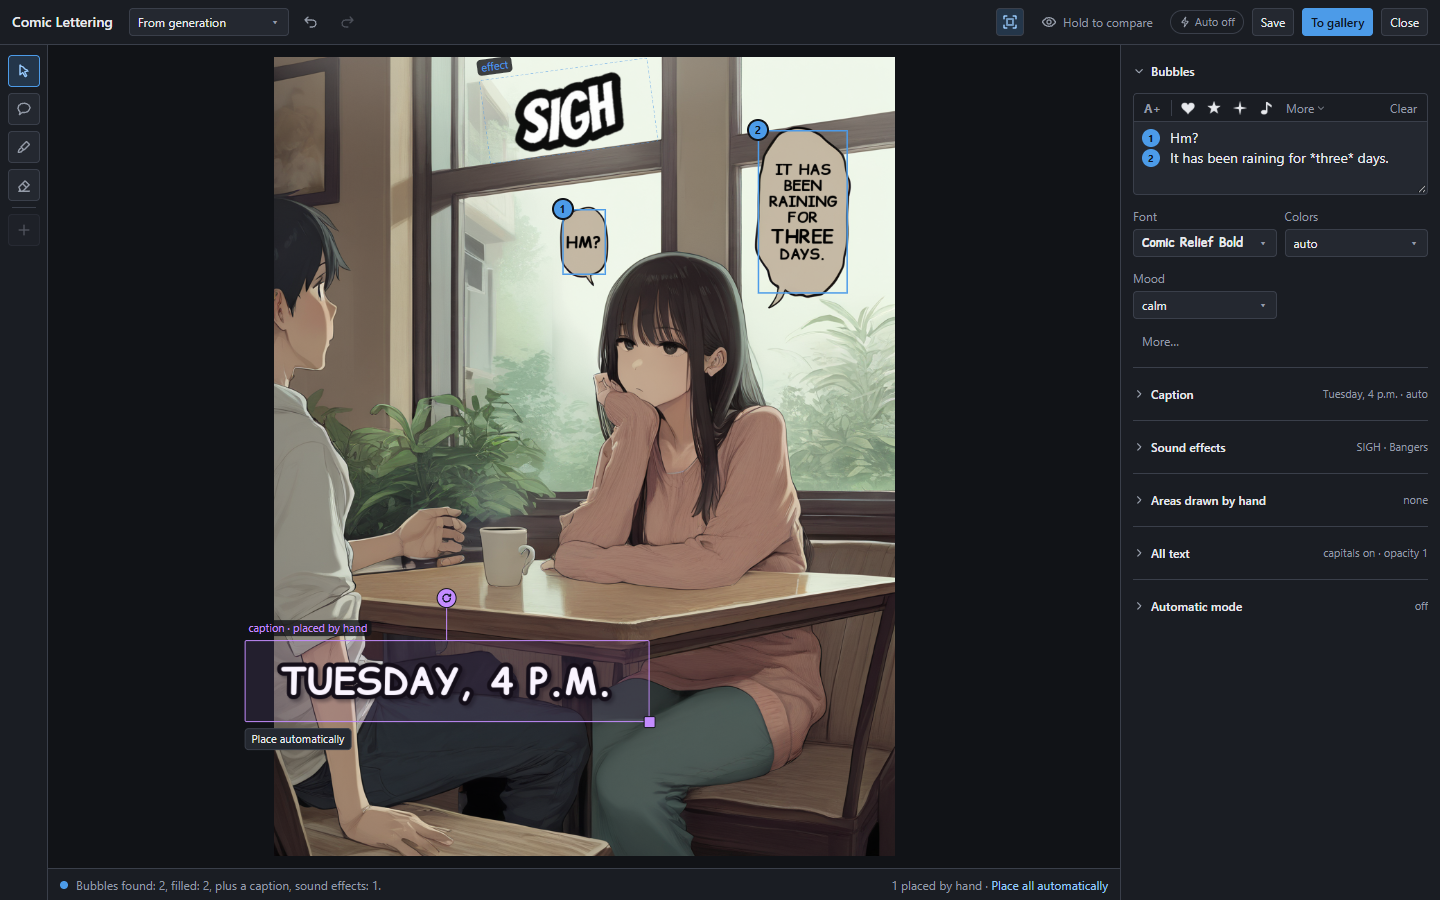 Comic Lettering
From generation
Hold to compare
Auto off
Save
To gallery
Close
effect
SIGH
1
HM?
2
IT HAS
BEEN
RAINING
FOR
THREE
DAYS.
caption · placed by hand
TUESDAY, 4 P.M.
Place automatically
Bubbles found: 2, filled: 2, plus a caption, sound effects: 1.
1 placed by hand · Place all automatically
Bubbles
A+
More
Clear
1 Hm?
2 It has been raining for *three* days.
Font
Colors
Comic Relief Bold
auto
Mood
calm
More...
Caption
Tuesday, 4 p.m. · auto
Sound effects
SIGH · Bangers
Areas drawn by hand
none
All text
capitals on · opacity 1
Automatic mode
off